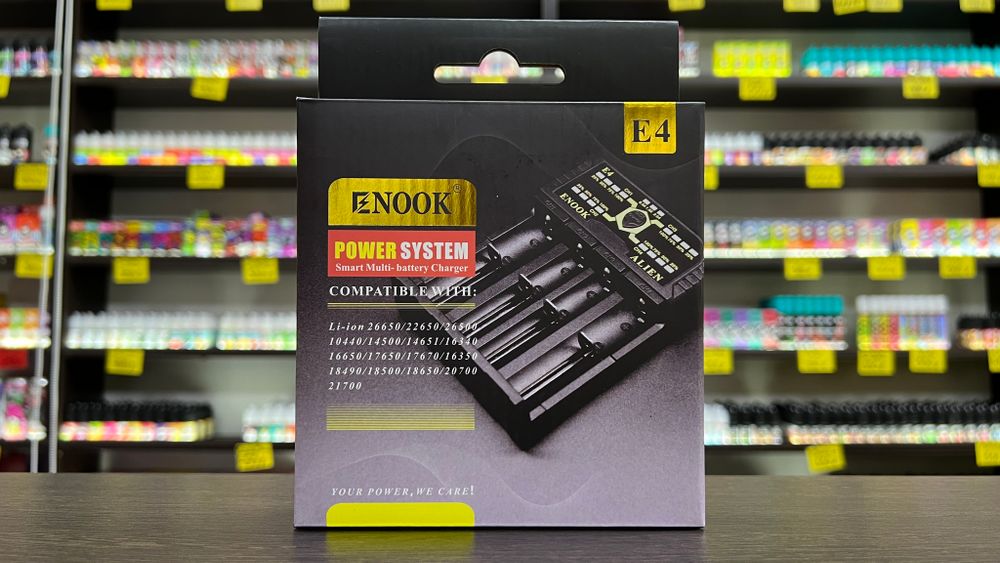 E4
ENOOK®
POWER SYSTEM
Smart Multi- battery Charger
COMPATIBLE WITH:
Li-ion 26650/22650/26500
10440/14500/14651/16340
16650/17650/17670/16350
18490/18500/18650/20700
21700
E4
ENOOK
ALIEN
YOUR POWER, WE CARE!